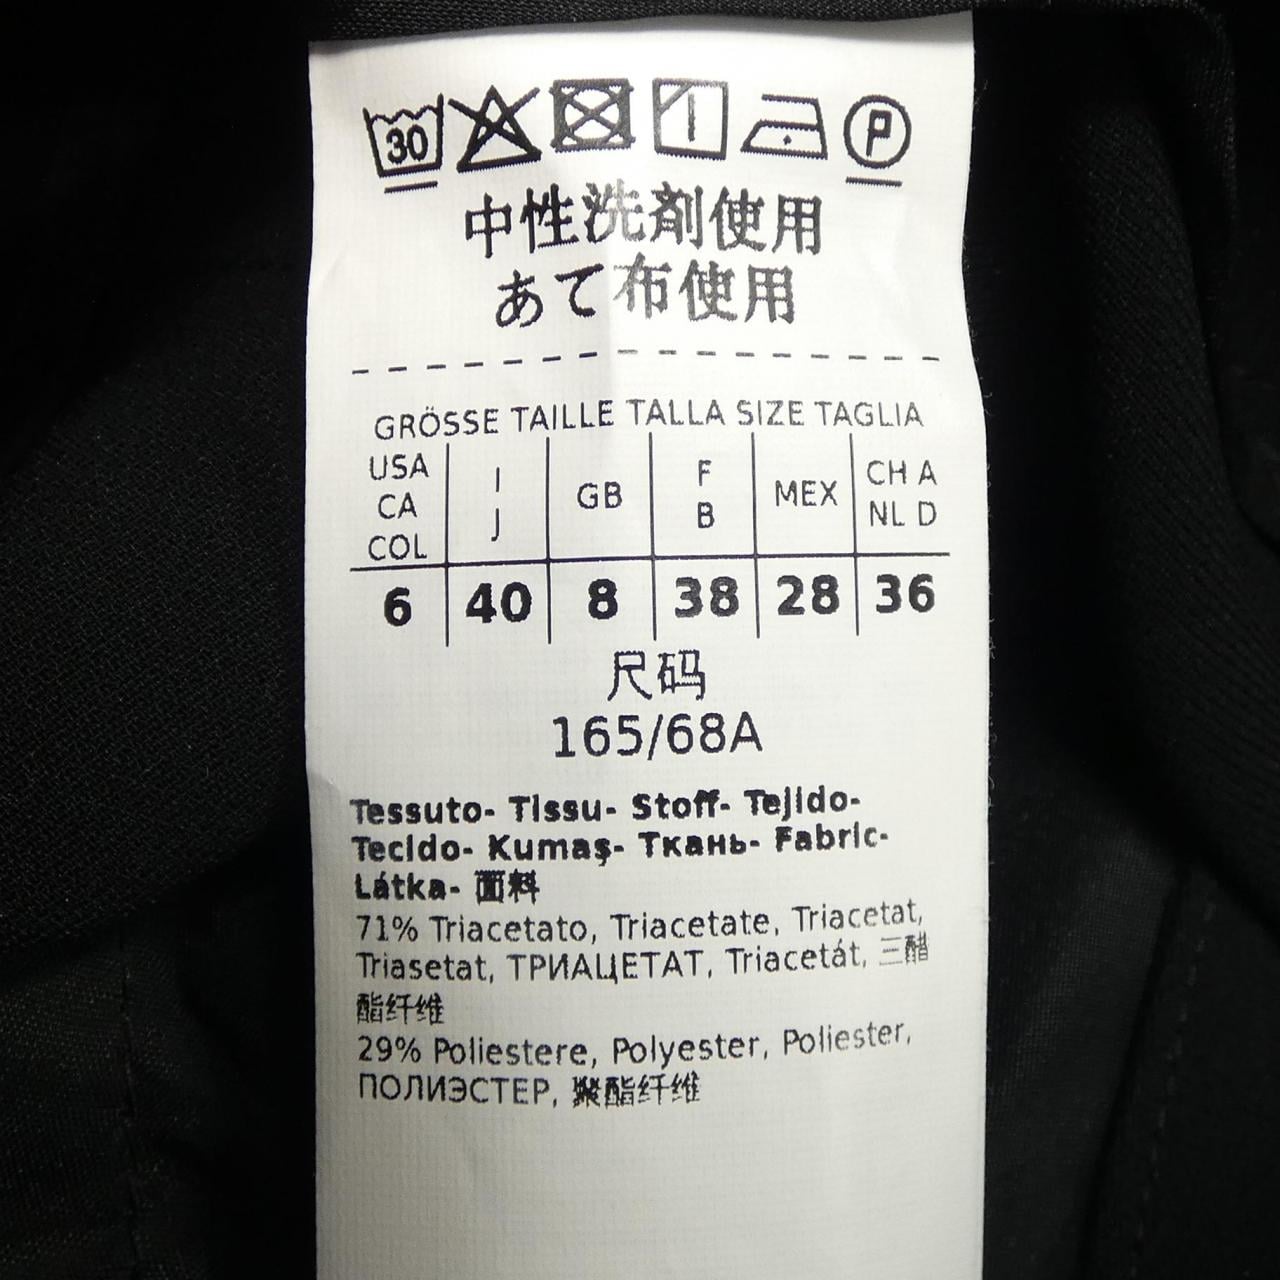 30 P
中性洗剤使用
あて布使用
GRÖSSE TAILLE TALLA SIZE TAGLIA
USA CA COL I J GB F B MEX CH A NL D
6 40 8 38 28 36
尺码
165/68A
Tessuto- Tissu- Stoff- Tejido-
Tecido- Kumaş- Ткань- Fabric-
Látka- 面料
71% Triacetato, Triacetate, Triacetat,
Triasetat, ТРИАЦЕТАТ, Triacetát, 三醋
酯纤维
29% Poliestere, Polyester, Poliester,
ПОЛИЭСТЕР, 聚酯纤维